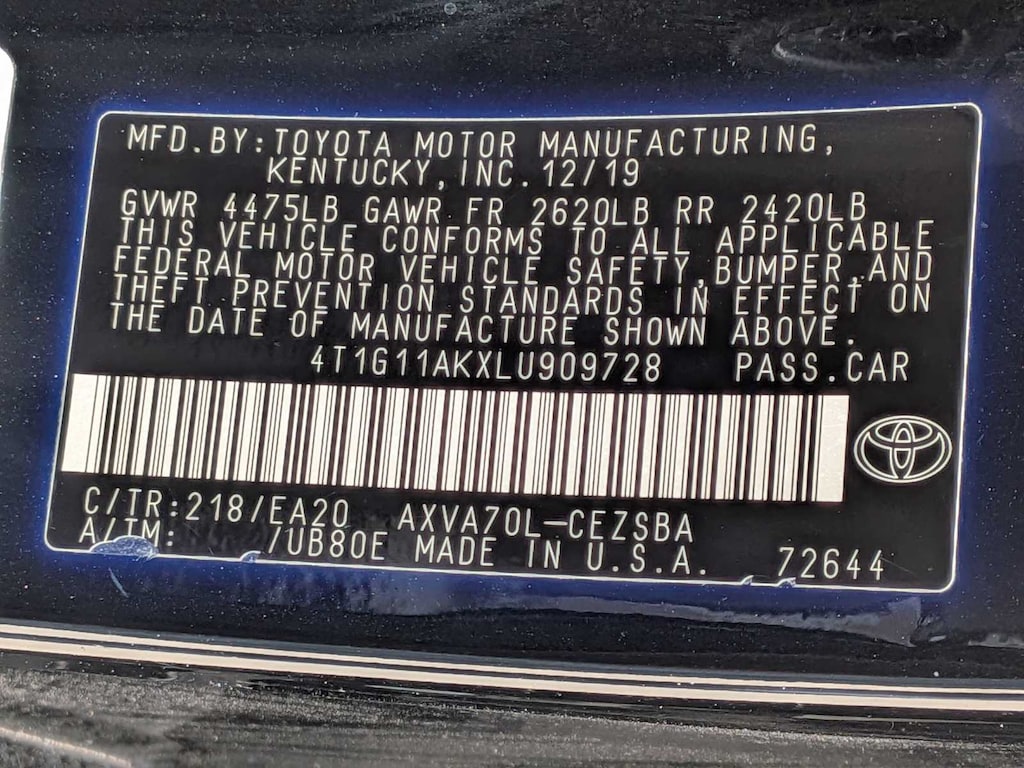 MFD.BY:TOYOTA MOTOR MANUFACTURING,
KENTUCKY,INC.12/19
GVWR 4475LB GAWR FR 2620LB RR 2420LB
THIS VEHICLE CONFORMS TO ALL APPLICABLE
FEDERAL MOTOR VEHICLE SAFETY,BUMPER,AND
THEFT PREVENTION STANDARDS IN EFFECT ON
THE DATE OF MANUFACTURE SHOWN ABOVE.
4T1G11AKXLU909728 PASS.CAR
C/TR:218/EA20 AXVA70L-CEZSBA
A/TM: /UB80E MADE IN U.S.A. 72644